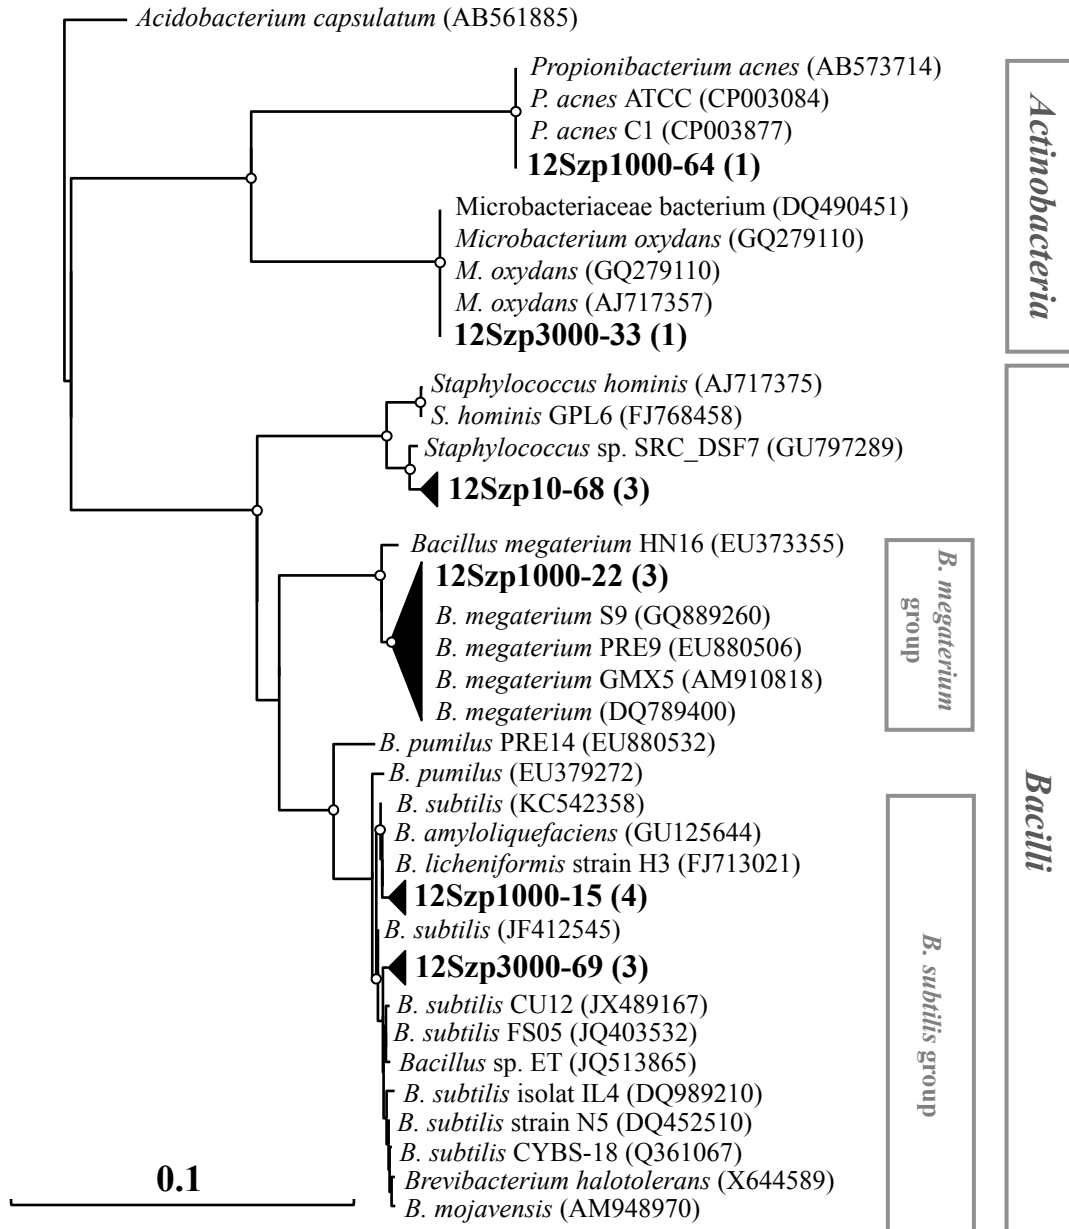 Acidobacterium capsulatum (AB561885)
Propionibacterium acnes (AB573714)
P. acnes ATCC (CP003084)
P. acnes C1 (CP003877)
12Szp1000-64 (1)
Microbacteriaceae bacterium (DQ490451)
Microbacterium oxydans (GQ279110)
M. oxydans (GQ279110)
M. oxydans (AJ717357)
12Szp3000-33 (1)
Actinobacteria
Staphylococcus hominis (AJ717375)
S. hominis GPL6 (FJ768458)
Staphylococcus sp. SRC_DSF7 (GU797289)
12Szp10-68 (3)
Bacillus megaterium HN16 (EU373355)
12Szp1000-22 (3)
B. megaterium S9 (GQ889260)
B. megaterium PRE9 (EU880506)
B. megaterium GMX5 (AM910818)
B. megaterium (DQ789400)
B. megaterium
group
B. pumilus PRE14 (EU880532)
B. pumilus (EU379272)
B. subtilis (KC542358)
B. amyloliquefaciens (GU125644)
B. licheniformis strain H3 (FJ713021)
12Szp1000-15 (4)
B. subtilis (JF412545)
12Szp3000-69 (3)
B. subtilis CU12 (JX489167)
B. subtilis FS05 (JQ403532)
Bacillus sp. ET (JQ513865)
B. subtilis isolat IL4 (DQ989210)
B. subtilis strain N5 (DQ452510)
B. subtilis CYBS-18 (Q361067)
Brevibacterium halotolerans (X644589)
B. mojavensis (AM948970)
B. subtilis group
Bacilli
0.1